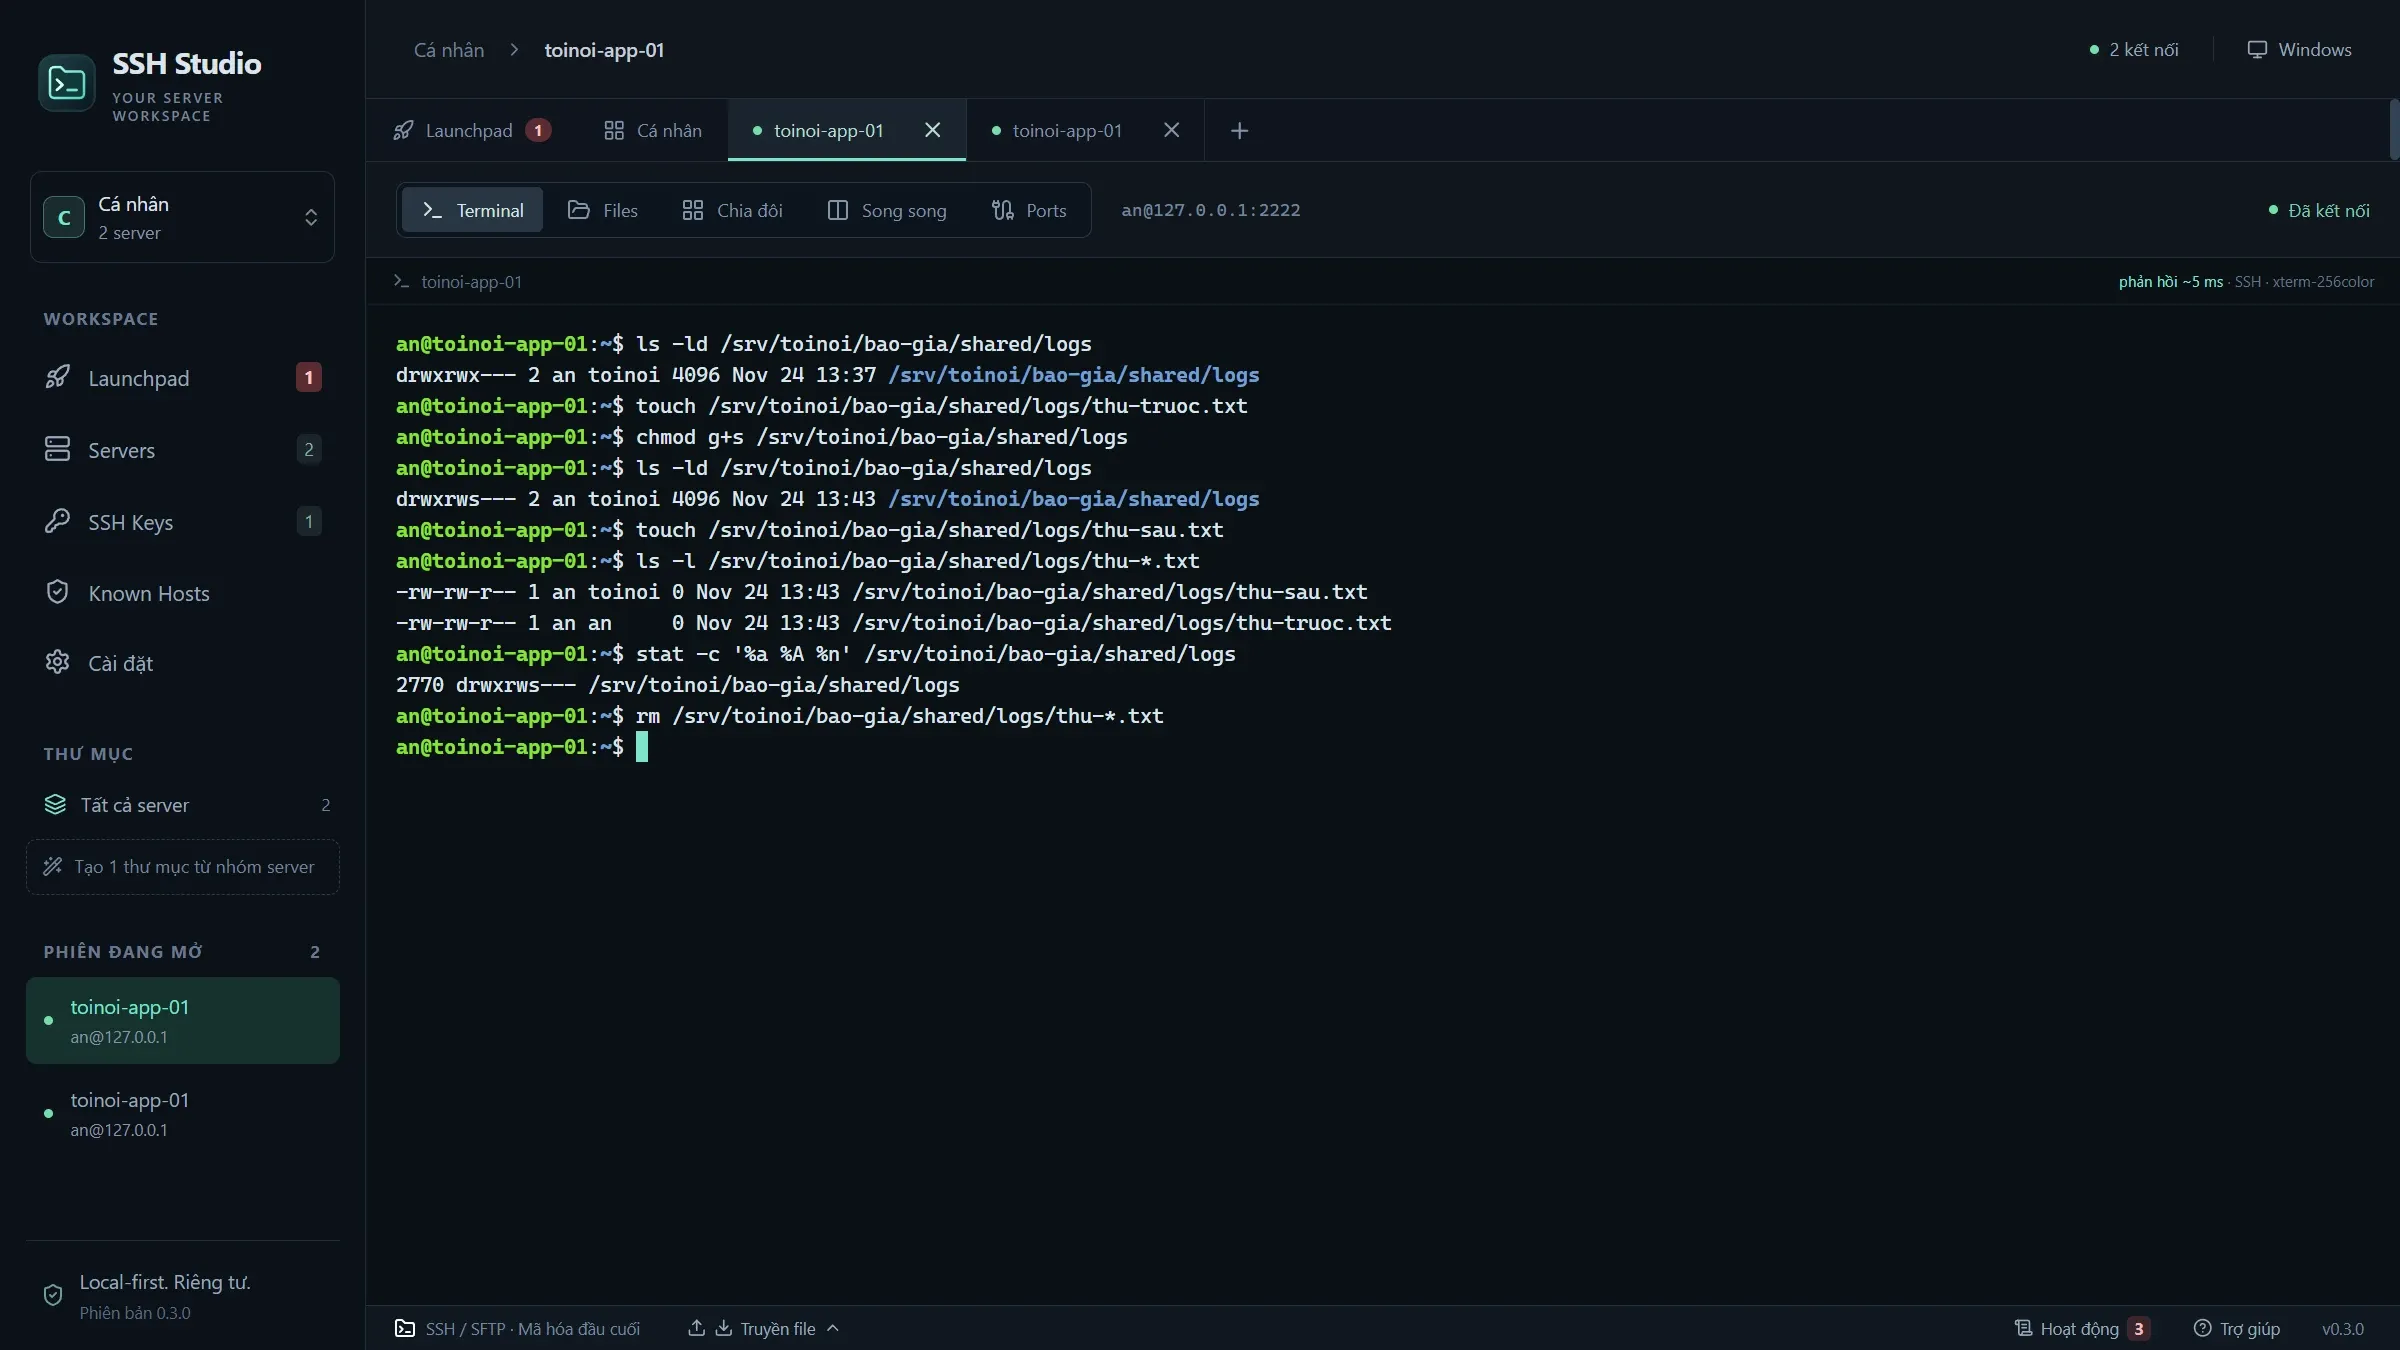 SSH Studio
YOUR SERVER
WORKSPACE
C
Cá nhân
2 server
WORKSPACE
Launchpad 1
Servers 2
SSH Keys 1
Known Hosts
Cài đặt
THƯ MỤC
Tất cả server 2
Tạo 1 thư mục từ nhóm server
PHIÊN ĐANG MỞ 2
toinoi-app-01
an@127.0.0.1
toinoi-app-01
an@127.0.0.1
Local-first. Riêng tư.
Phiên bản 0.3.0
Cá nhân > toinoi-app-01
2 kết nối
Windows
Launchpad 1
Cá nhân
toinoi-app-01
toinoi-app-01
Terminal
Files
Chia đôi
Song song
Ports
an@127.0.0.1:2222
Đã kết nối
toinoi-app-01
phản hồi ~5 ms · SSH · xterm-256color
an@toinoi-app-01:~$ ls -ld /srv/toinoi/bao-gia/shared/logs
drwxrwx--- 2 an toinoi 4096 Nov 24 13:37 /srv/toinoi/bao-gia/shared/logs
an@toinoi-app-01:~$ touch /srv/toinoi/bao-gia/shared/logs/thu-truoc.txt
an@toinoi-app-01:~$ chmod g+s /srv/toinoi/bao-gia/shared/logs
an@toinoi-app-01:~$ ls -ld /srv/toinoi/bao-gia/shared/logs
drwxrws--- 2 an toinoi 4096 Nov 24 13:43 /srv/toinoi/bao-gia/shared/logs
an@toinoi-app-01:~$ touch /srv/toinoi/bao-gia/shared/logs/thu-sau.txt
an@toinoi-app-01:~$ ls -l /srv/toinoi/bao-gia/shared/logs/thu-*.txt
-rw-rw-r-- 1 an toinoi 0 Nov 24 13:43 /srv/toinoi/bao-gia/shared/logs/thu-sau.txt
-rw-rw-r-- 1 an an     0 Nov 24 13:43 /srv/toinoi/bao-gia/shared/logs/thu-truoc.txt
an@toinoi-app-01:~$ stat -c '%a %A %n' /srv/toinoi/bao-gia/shared/logs
2770 drwxrws--- /srv/toinoi/bao-gia/shared/logs
an@toinoi-app-01:~$ rm /srv/toinoi/bao-gia/shared/logs/thu-*.txt
an@toinoi-app-01:~$
SSH / SFTP · Mã hóa đầu cuối
Truyền file
Hoạt động 3
Trợ giúp
v0.3.0